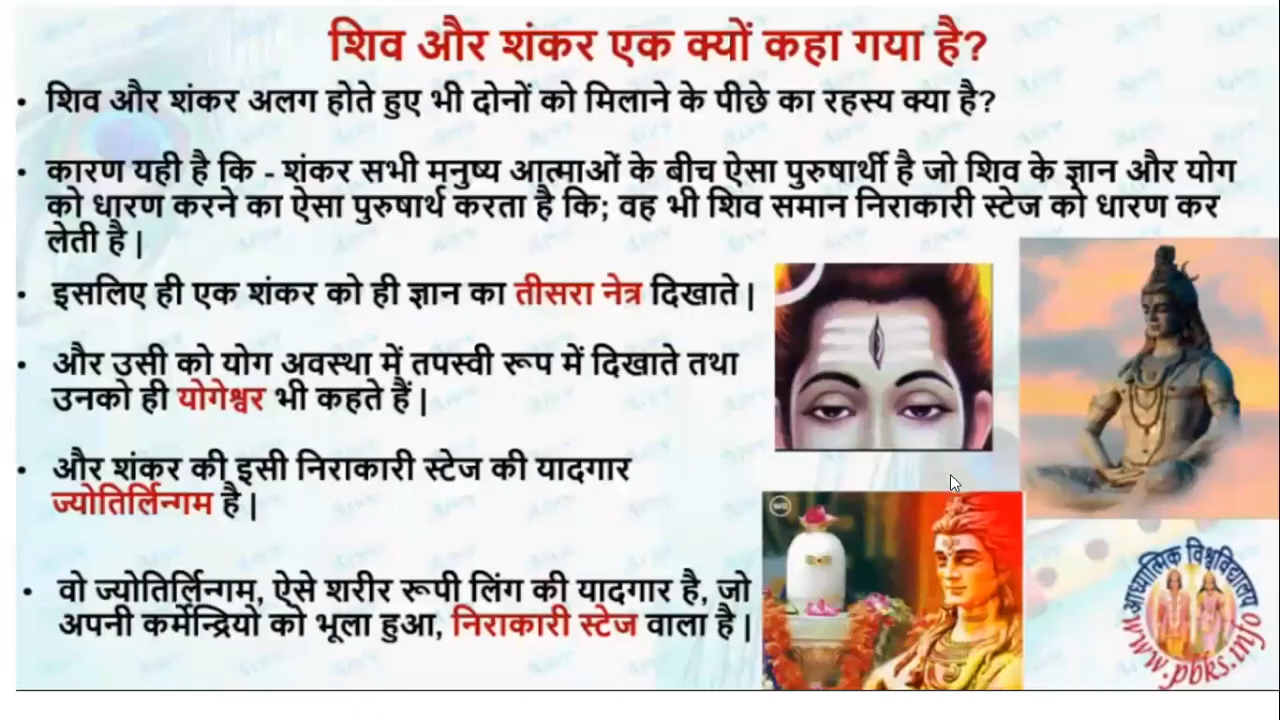 शिव और शंकर एक क्यों कहा गया है?
• शिव और शंकर अलग होते हुए भी दोनों को मिलाने के पीछे का रहस्य क्या है?
• कारण यही है कि - शंकर सभी मनुष्य आत्माओं के बीच ऐसा पुरुषार्थी है जो शिव के ज्ञान और योग
को धारण करने का ऐसा पुरुषार्थ करता है कि; वह भी शिव समान निराकारी स्टेज को धारण कर
लेती है |
• इसलिए ही एक शंकर को ही ज्ञान का तीसरा नेत्र दिखाते |
• और उसी को योग अवस्था में तपस्वी रूप में दिखाते तथा
उनको ही योगेश्वर भी कहते हैं |
• और शंकर की इसी निराकारी स्टेज की यादगार
ज्योतिर्लिन्गम है |
• वो ज्योतिर्लिन्गम, ऐसे शरीर रूपी लिंग की यादगार है, जो
अपनी कर्मेन्द्रियो को भूला हुआ, निराकारी स्टेज वाला है |
आध्यात्मिक विश्वविद्यालय
www.pbks.info